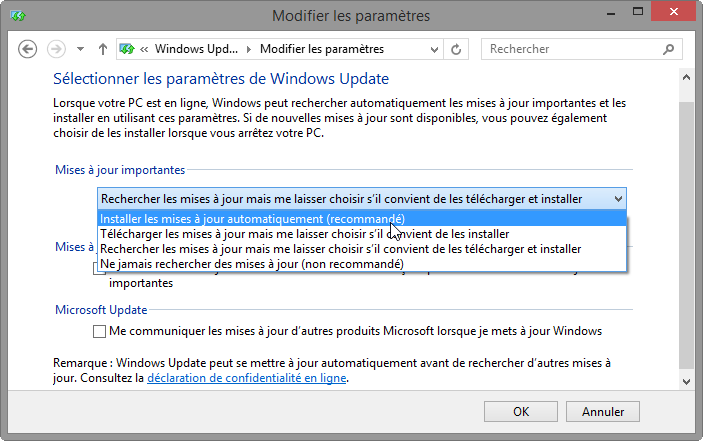 Modifier les paramètres
« Windows Upd... ▸ Modifier les paramètres
Rechercher
Sélectionner les paramètres de Windows Update
Lorsque votre PC est en ligne, Windows peut rechercher automatiquement les mises à jour importantes et les
installer en utilisant ces paramètres. Si de nouvelles mises à jour sont disponibles, vous pouvez également
choisir de les installer lorsque vous arrêtez votre PC.
Mises à jour importantes
Rechercher les mises à jour mais me laisser choisir s'il convient de les télécharger et installer
Installer les mises à jour automatiquement (recommandé)
Télécharger les mises à jour mais me laisser choisir s'il convient de les installer
Rechercher les mises à jour mais me laisser choisir s'il convient de les télécharger et installer
Mises à
Ne jamais rechercher des mises à jour (non recommandé)
importantes
Microsoft Update
Me communiquer les mises à jour d'autres produits Microsoft lorsque je mets à jour Windows
Remarque : Windows Update peut se mettre à jour automatiquement avant de rechercher d'autres mises à
jour. Consultez la déclaration de confidentialité en ligne.
OK
Annuler